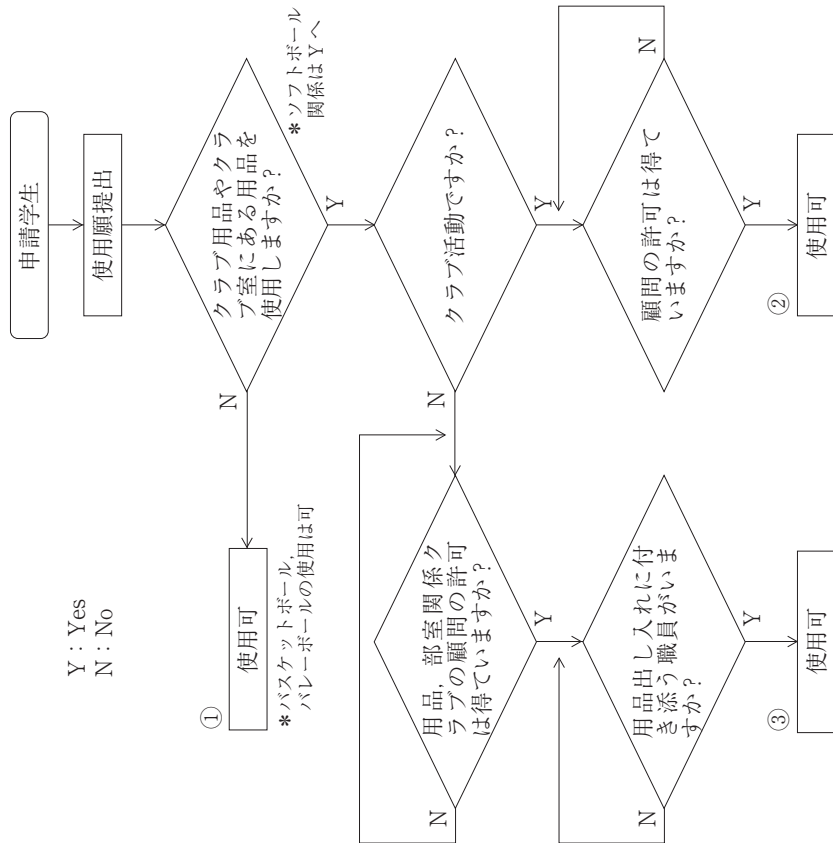 申請学生
使用願提出
クラブ用品やクラ
ブ室にある用品を
使用しますか？
＊ソフトボール
関係はYへ
N
Y
Y：Yes
N：No
①
使用可
＊バスケットボール，
バレーボールの使用は可
クラブ活動ですか？
N
Y
用品，部室関係ク
ラブの顧問の許可
は得ていますか？
N
Y
顧問の許可は得て
いますか？
N
Y
用品出し入れに付
き添う職員がいま
すか？
N
Y
②
使用可
③
使用可